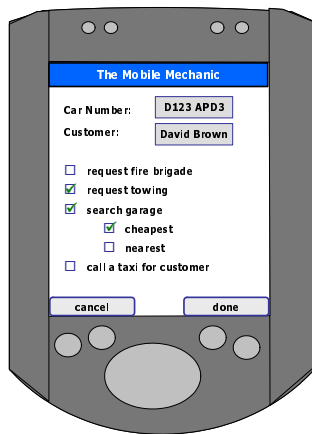 The Mobile Mechanic
Car Number: D123 APD3
Customer: David Brown
request fire brigade
request towing
search garage
cheapest
nearest
call a taxi for customer
cancel done